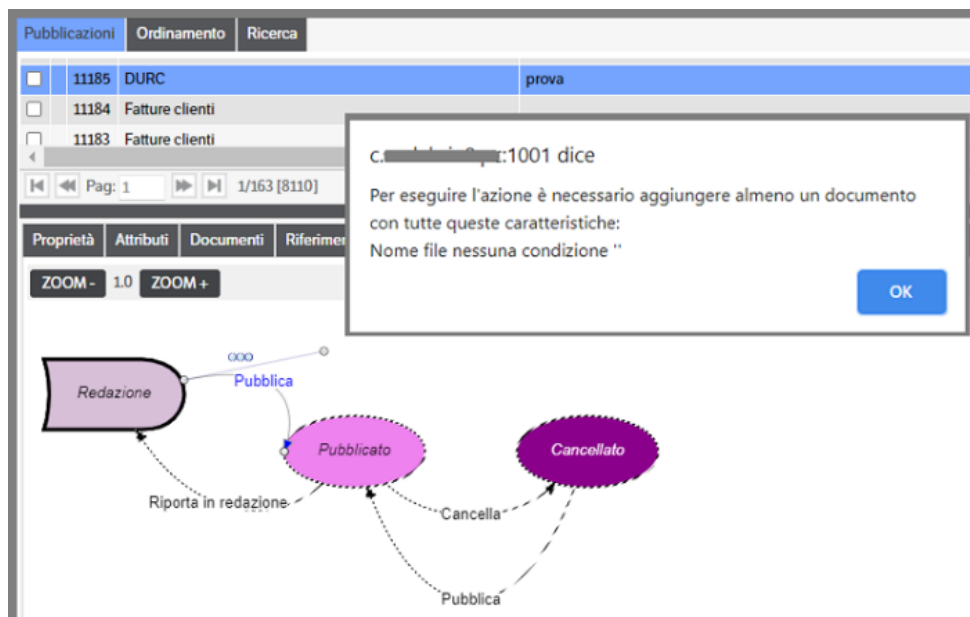 Pubblicazioni Ordinamento Ricerca
11185 DURC prova
11184 Fatture clienti
11183 Fatture clienti
Pag: 1 1/163 [8110]
c. :1001 dice
Per eseguire l'azione è necessario aggiungere almeno un documento
con tutte queste caratteristiche:
Nome file nessuna condizione ''
OK
Proprietà Attributi Documenti
ZOOM - 1.0 ZOOM +
Redazione
Pubblica
Pubblicato
Cancellato
Riporta in redazione
Cancella
Pubblica